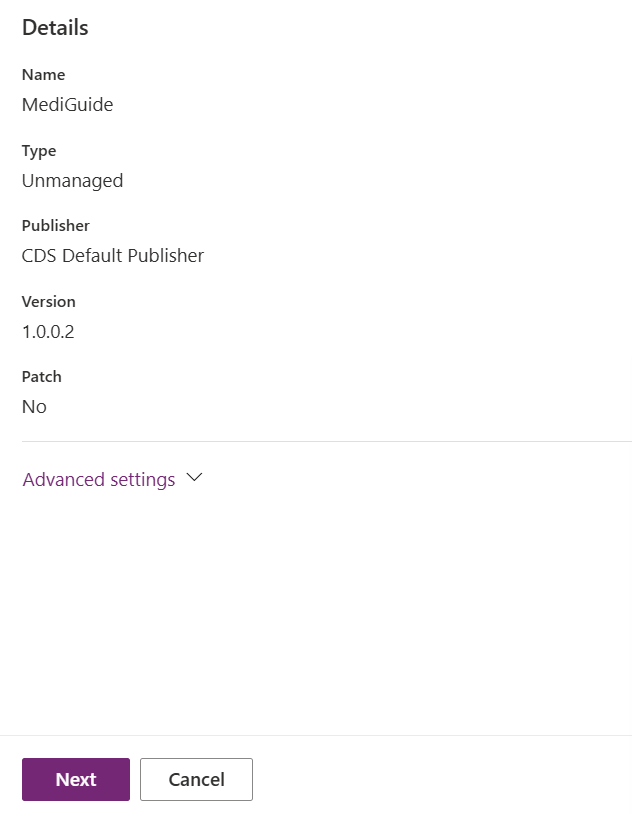 Details
Name
MediGuide
Type
Unmanaged
Publisher
CDS Default Publisher
Version
1.0.0.2
Patch
No
Advanced settings
Next Cancel